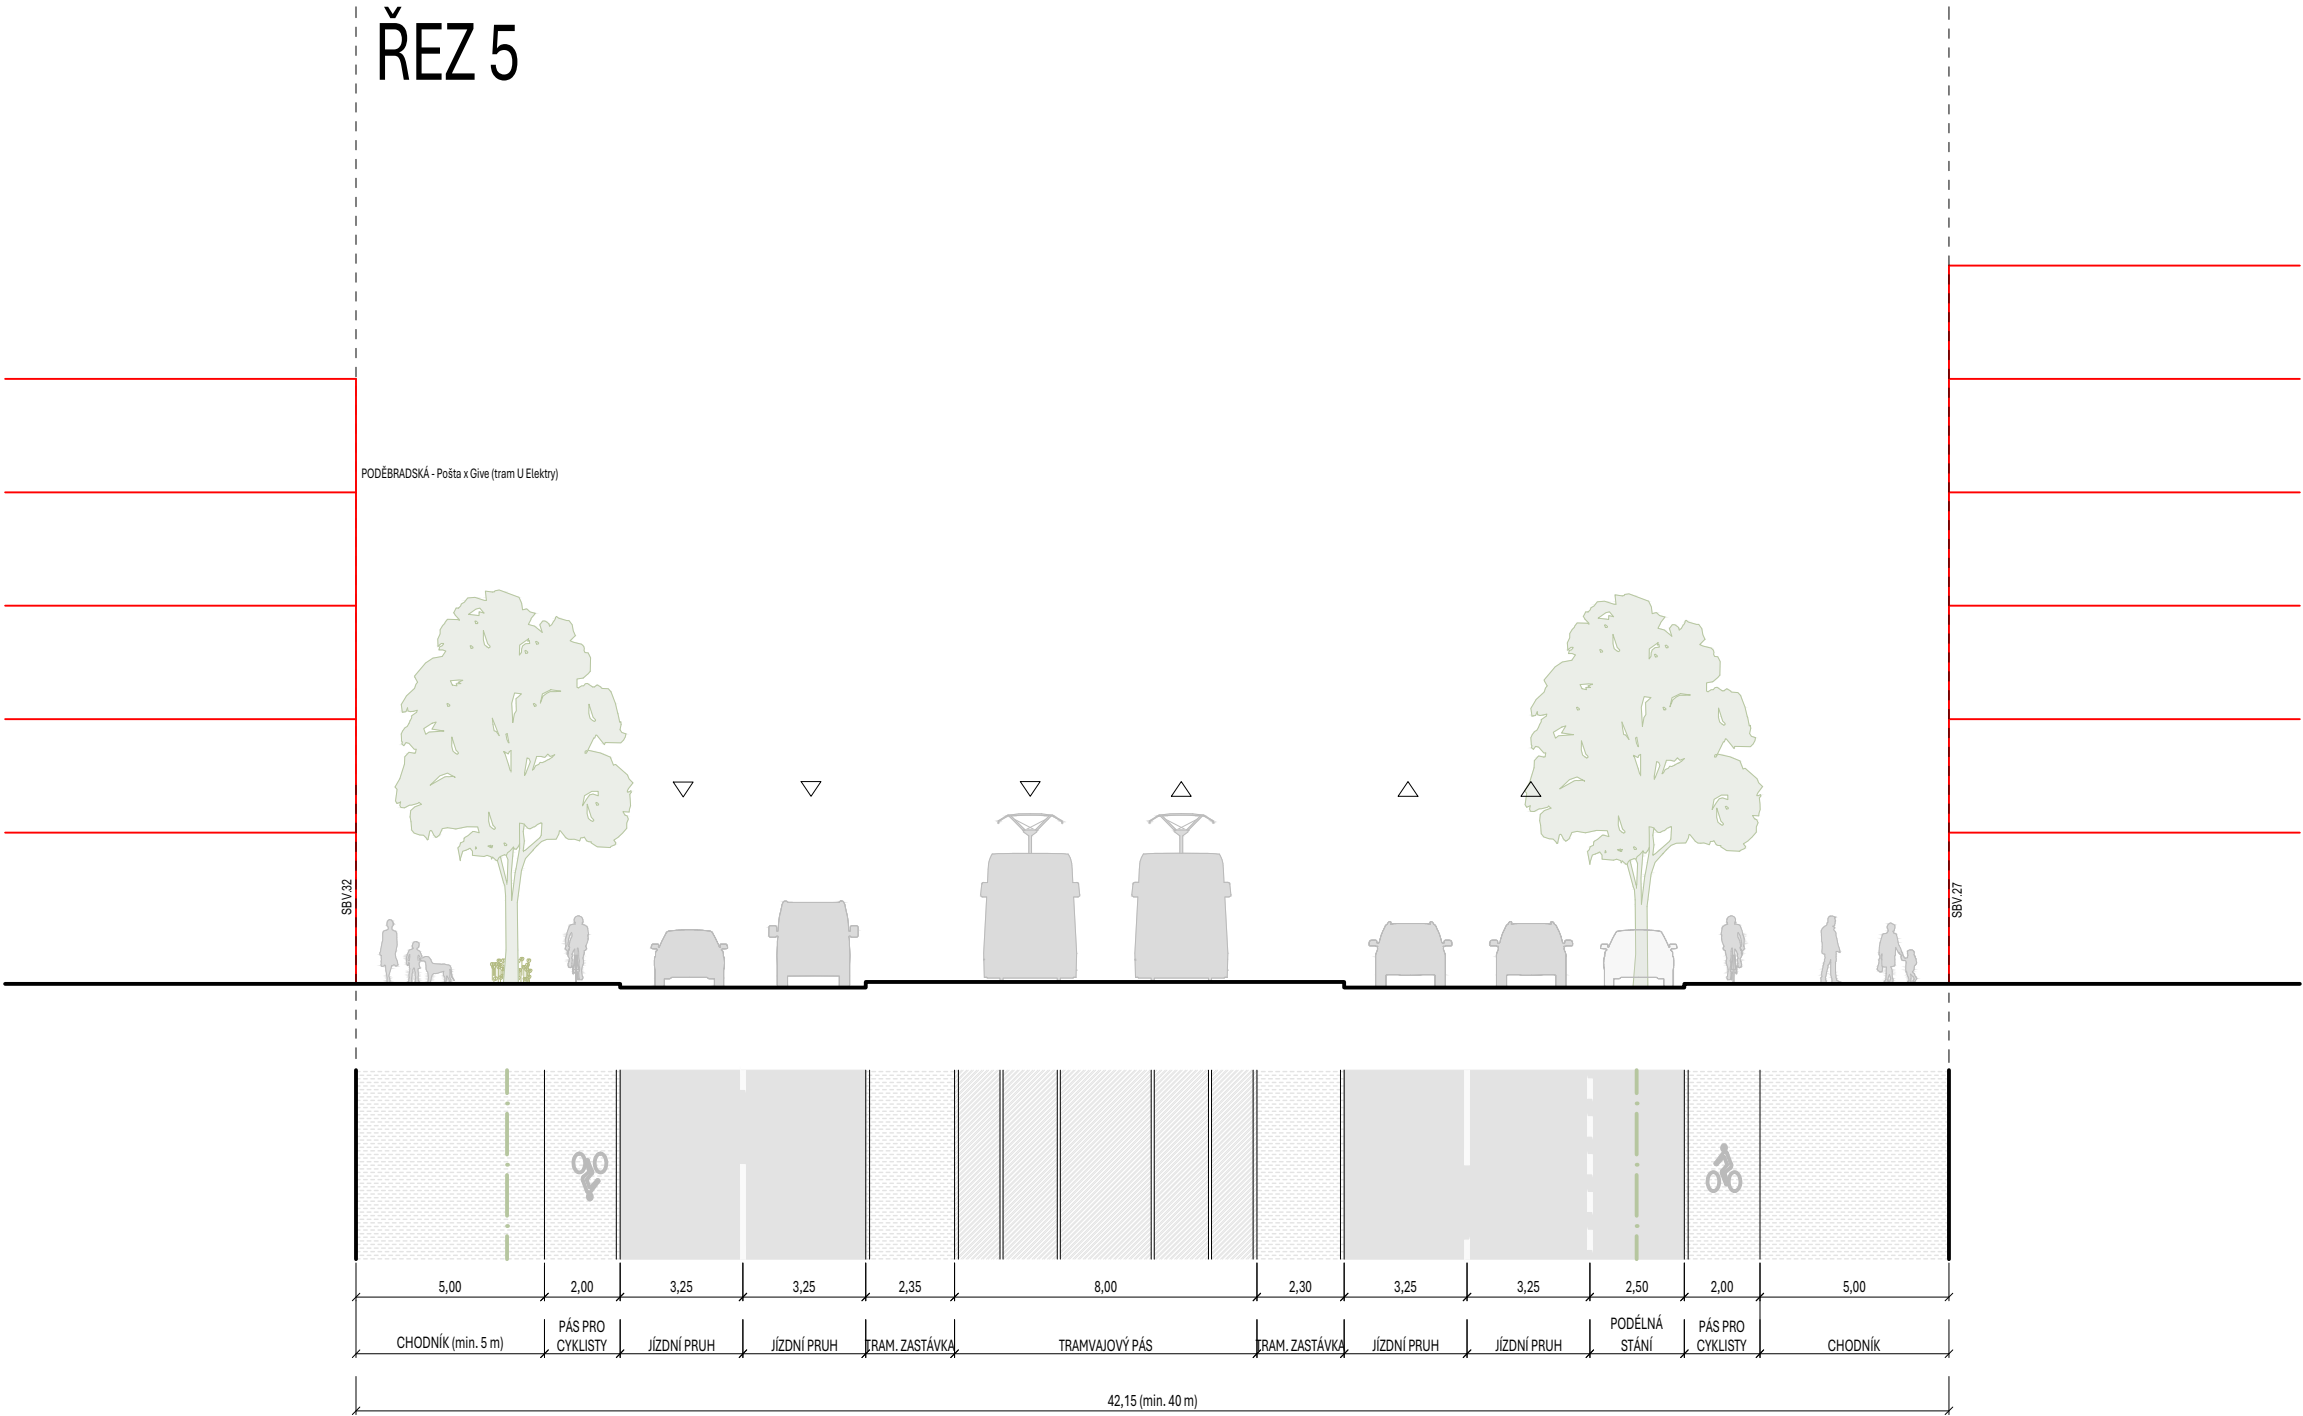 ŘEZ 5
PODĚBRADSKÁ - Pošta x Give (tram U Elektry)
SBV.32
SBV.27
5,00
2,00
3,25
3,25
2,35
8,00
2,30
3,25
3,25
2,50
2,00
5,00
CHODNÍK (min. 5 m)
PÁS PRO
CYKLISTY
JÍZDNÍ PRUH
JÍZDNÍ PRUH
TRAM. ZASTÁVKA
TRAMVAJOVÝ PÁS
TRAM. ZASTÁVKA
JÍZDNÍ PRUH
JÍZDNÍ PRUH
PODÉLNÁ
STÁNÍ
PÁS PRO
CYKLISTY
CHODNÍK
42,15 (min. 40 m)